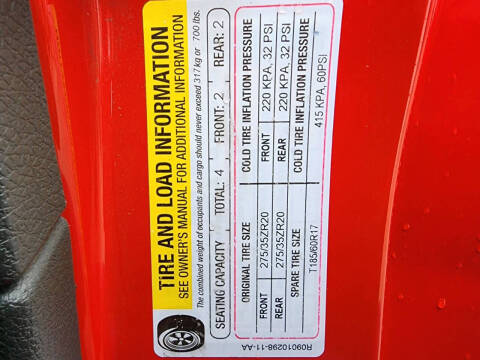 TIRE AND LOAD INFORMATION
SEE OWNER'S MANUAL FOR ADDITIONAL INFORMATION
The combined weight of occupants and cargo should never exceed 317 kg or 700 lbs.
SEATING CAPACITY TOTAL: 4 FRONT: 2 REAR: 2
ORIGINAL TIRE SIZE COLD TIRE INFLATION PRESSURE
FRONT 275/35ZR20 FRONT 220 KPA, 32 PSI
REAR 275/35ZR20 REAR 220 KPA, 32 PSI
SPARE TIRE SIZE COLD TIRE INFLATION PRESSURE
T185/60R17 415 KPA, 60PSI
R09010298-11-AA